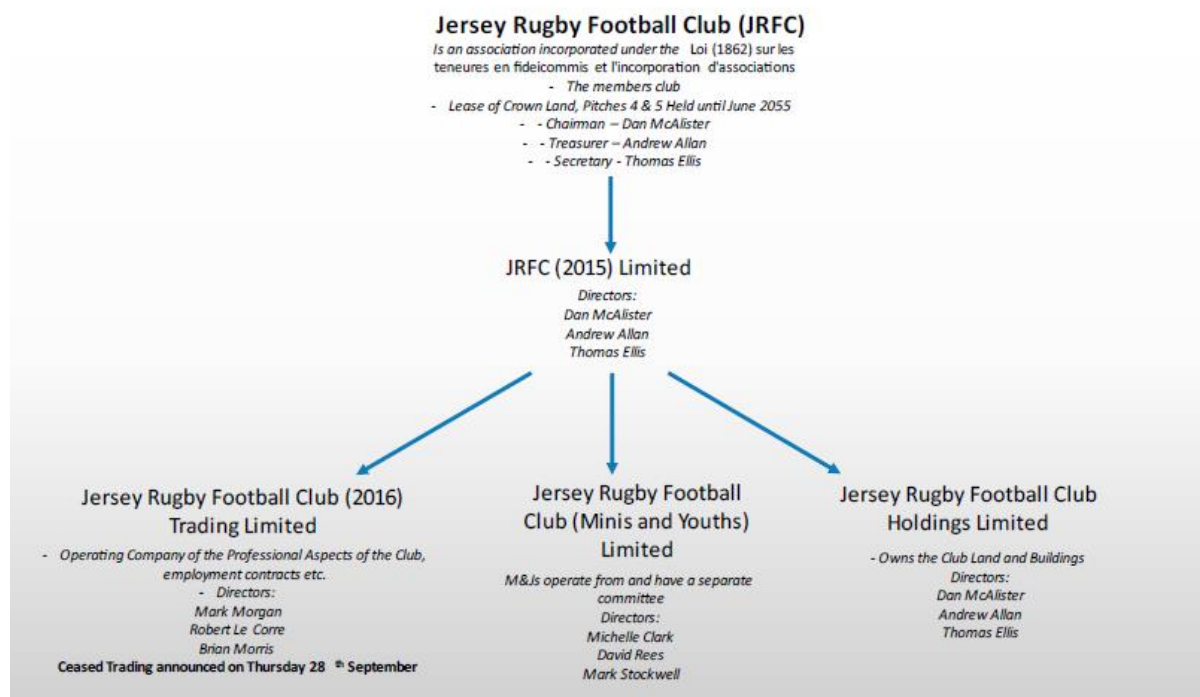 Jersey Rugby Football Club (JRFC)
Is an association incorporated under the Loi (1862) sur les
teneures en fideicommis et l'incorporation d'associations
- The members club
- Lease of Crown Land, Pitches 4 & 5 Held until June 2055
- - Chairman – Dan McAlister
- - Treasurer – Andrew Allan
- - Secretary - Thomas Ellis
JRFC (2015) Limited
Directors:
Dan McAlister
Andrew Allan
Thomas Ellis
Jersey Rugby Football Club (2016)
Trading Limited
- Operating Company of the Professional Aspects of the Club,
employment contracts etc.
- Directors:
Mark Morgan
Robert Le Corre
Brian Morris
Ceased Trading announced on Thursday 28 th September
Jersey Rugby Football
Club (Minis and Youths)
Limited
M&Js operate from and have a separate
committee
Directors:
Michelle Clark
David Rees
Mark Stockwell
Jersey Rugby Football Club
Holdings Limited
- Owns the Club Land and Buildings
Directors:
Dan McAlister
Andrew Allan
Thomas Ellis